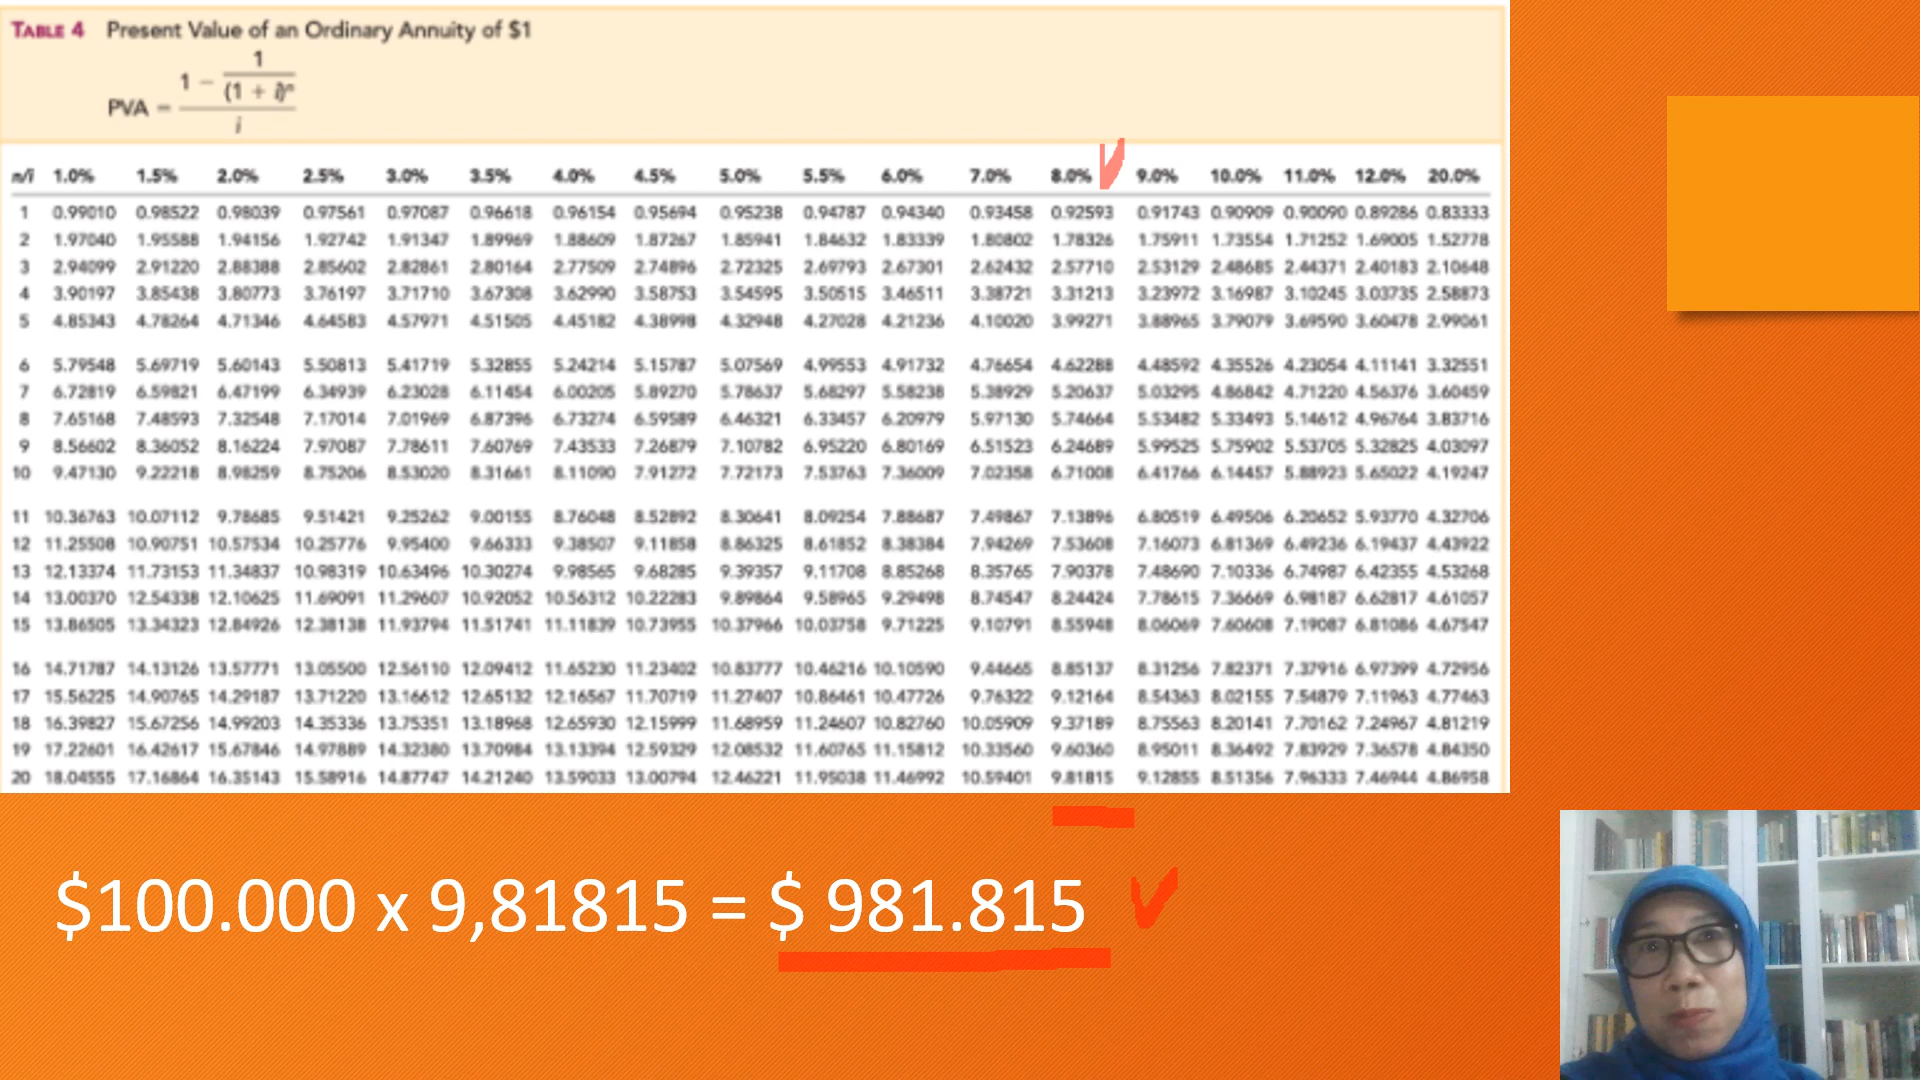 TABLE 4 Present Value of an Ordinary Annuity of $1
1
1 −
(1 + i)ⁿ
PVA =
i
n/i 1.0% 1.5% 2.0% 2.5% 3.0% 3.5% 4.0% 4.5% 5.0% 5.5% 6.0% 7.0% 8.0% 9.0% 10.0% 11.0% 12.0% 20.0%
1 0.99010 0.98522 0.98039 0.97561 0.97087 0.96618 0.96154 0.95694 0.95238 0.94787 0.94340 0.93458 0.92593 0.91743 0.90909 0.90090 0.89286 0.83333
2 1.97040 1.95588 1.94156 1.92742 1.91347 1.89969 1.88609 1.87267 1.85941 1.84632 1.83339 1.80802 1.78326 1.75911 1.73554 1.71252 1.69005 1.52778
3 2.94099 2.91220 2.88388 2.85602 2.82861 2.80164 2.77509 2.74896 2.72325 2.69793 2.67301 2.62432 2.57710 2.53129 2.48685 2.44371 2.40183 2.10648
4 3.90197 3.85438 3.80773 3.76197 3.71710 3.67308 3.62990 3.58753 3.54595 3.50515 3.46511 3.38721 3.31213 3.23972 3.16987 3.10245 3.03735 2.58873
5 4.85343 4.78264 4.71346 4.64583 4.57971 4.51505 4.45182 4.38998 4.32948 4.27028 4.21236 4.10020 3.99271 3.88965 3.79079 3.69590 3.60478 2.99061
6 5.79548 5.69719 5.60143 5.50813 5.41719 5.32855 5.24214 5.15787 5.07569 4.99553 4.91732 4.76654 4.62288 4.48592 4.35526 4.23054 4.11141 3.32551
7 6.72819 6.59821 6.47199 6.34939 6.23028 6.11454 6.00205 5.89270 5.78637 5.68297 5.58238 5.38929 5.20637 5.03295 4.86842 4.71220 4.56376 3.60459
8 7.65168 7.48593 7.32548 7.17014 7.01969 6.87396 6.73274 6.59589 6.46321 6.33457 6.20979 5.97130 5.74664 5.53482 5.33493 5.14612 4.96764 3.83716
9 8.56602 8.36052 8.16224 7.97087 7.78611 7.60769 7.43533 7.26879 7.10782 6.95220 6.80169 6.51523 6.24689 5.99525 5.75902 5.53705 5.32825 4.03097
10 9.47130 9.22218 8.98259 8.75206 8.53020 8.31661 8.11090 7.91272 7.72173 7.53763 7.36009 7.02358 6.71008 6.41766 6.14457 5.88923 5.65022 4.19247
11 10.36763 10.07112 9.78685 9.51421 9.25262 9.00155 8.76048 8.52892 8.30641 8.09254 7.88687 7.49867 7.13896 6.80519 6.49506 6.20652 5.93770 4.32706
12 11.25508 10.90751 10.57534 10.25776 9.95400 9.66333 9.38507 9.11858 8.86325 8.61852 8.38384 7.94269 7.53608 7.16073 6.81369 6.49236 6.19437 4.43922
13 12.13374 11.73153 11.34837 10.98319 10.63496 10.30274 9.98565 9.68285 9.39357 9.11708 8.85268 8.35765 7.90378 7.48690 7.10336 6.74987 6.42355 4.53268
14 13.00370 12.54338 12.10625 11.69091 11.29607 10.92052 10.56312 10.22283 9.89864 9.58965 9.29498 8.74547 8.24424 7.78615 7.36669 6.98187 6.62817 4.61057
15 13.86505 13.34323 12.84926 12.38138 11.93794 11.51741 11.11839 10.73955 10.37966 10.03758 9.71225 9.10791 8.55948 8.06069 7.60608 7.19087 6.81086 4.67547
16 14.71787 14.13126 13.57771 13.05500 12.56110 12.09412 11.65230 11.23402 10.83777 10.46216 10.10590 9.44665 8.85137 8.31256 7.82371 7.37916 6.97399 4.72956
17 15.56225 14.90765 14.29187 13.71220 13.16612 12.65132 12.16567 11.70719 11.27407 10.86461 10.47726 9.76322 9.12164 8.54363 8.02155 7.54879 7.11963 4.77463
18 16.39827 15.67256 14.99203 14.35336 13.75351 13.18968 12.65930 12.15999 11.68959 11.24607 10.82760 10.05909 9.37189 8.75563 8.20141 7.70162 7.24967 4.81219
19 17.22601 16.42617 15.67846 14.97889 14.32380 13.70984 13.13394 12.59329 12.08532 11.60765 11.15812 10.33560 9.60360 8.95011 8.36492 7.83929 7.36578 4.84350
20 18.04555 17.16864 16.35143 15.58916 14.87747 14.21240 13.59033 13.00794 12.46221 11.95038 11.46992 10.59401 9.81815 9.12855 8.51356 7.96333 7.46944 4.86958
$100.000 x 9,81815 = $ 981.815